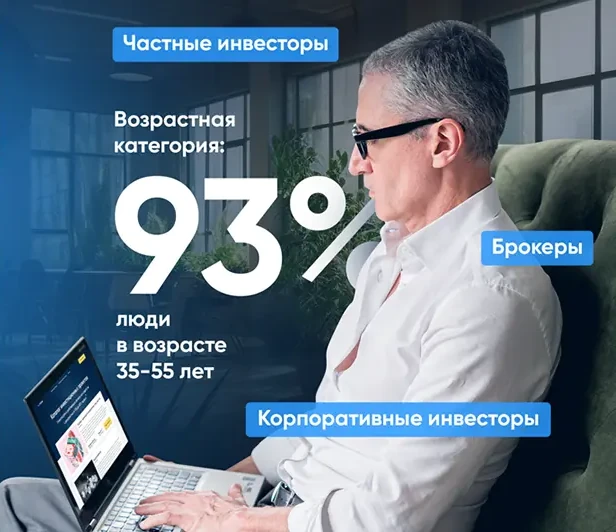 Частные инвесторы
Возрастная
категория:
93%
люди
в возрасте
35-55 лет
Брокеры
Корпоративные инвесторы